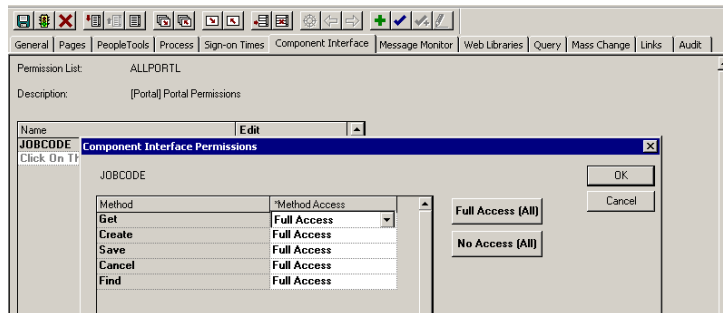 General Pages PeopleTools Process Sign-on Times Component Interface Message Monitor Web Libraries Query Mass Change Links Audit
Permission List: ALLPORTL
Description: [Portal] Portal Permissions
Name Edit
JOBCODE
Click On Th
Component Interface Permissions
JOBCODE
OK
Cancel
Method *Method Access
Get Full Access
Create Full Access
Save Full Access
Cancel Full Access
Find Full Access
Full Access (All)
No Access (All)